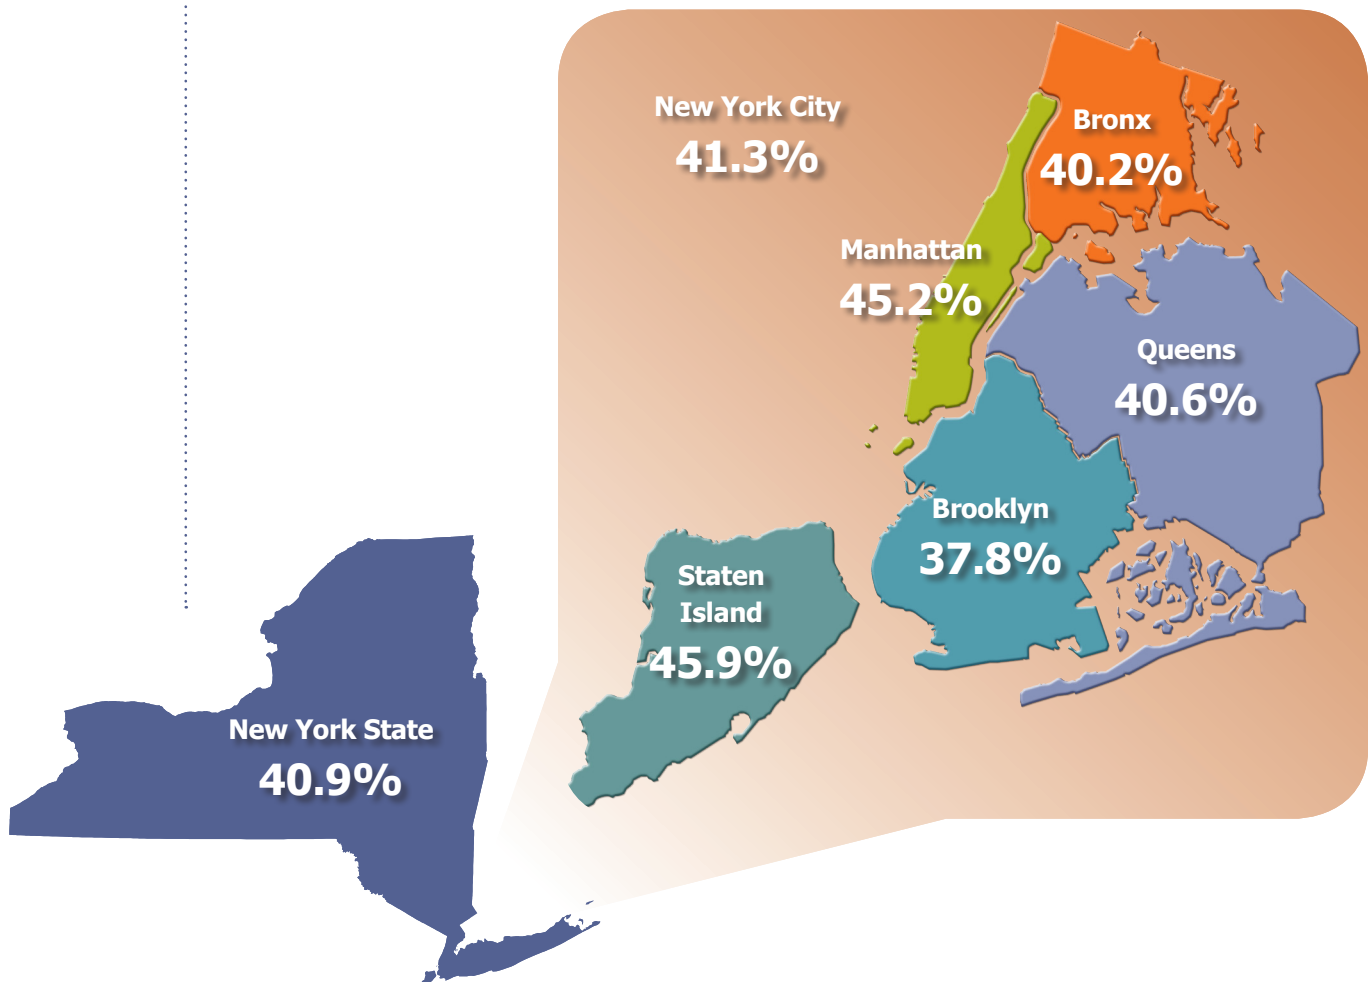 New York City
41.3%
Bronx
40.2%
Manhattan
45.2%
Queens
40.6%
Brooklyn
37.8%
Staten
Island
45.9%
New York State
40.9%